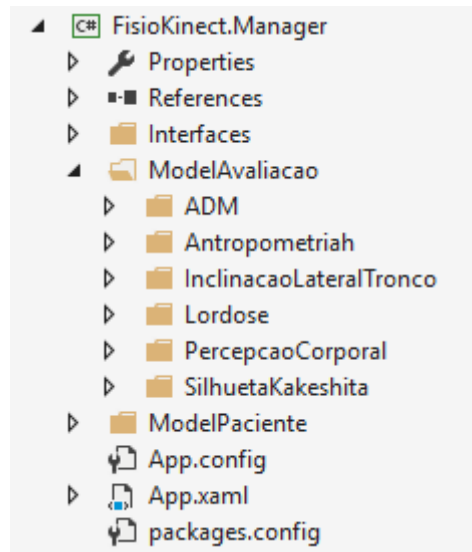 C# FisioKinect.Manager
Properties
References
Interfaces
ModelAvaliacao
ADM
Antropometriah
InclinacaoLateralTronco
Lordose
PercepcaoCorporal
SilhuetaKakeshita
ModelPaciente
App.config
App.xaml
packages.config